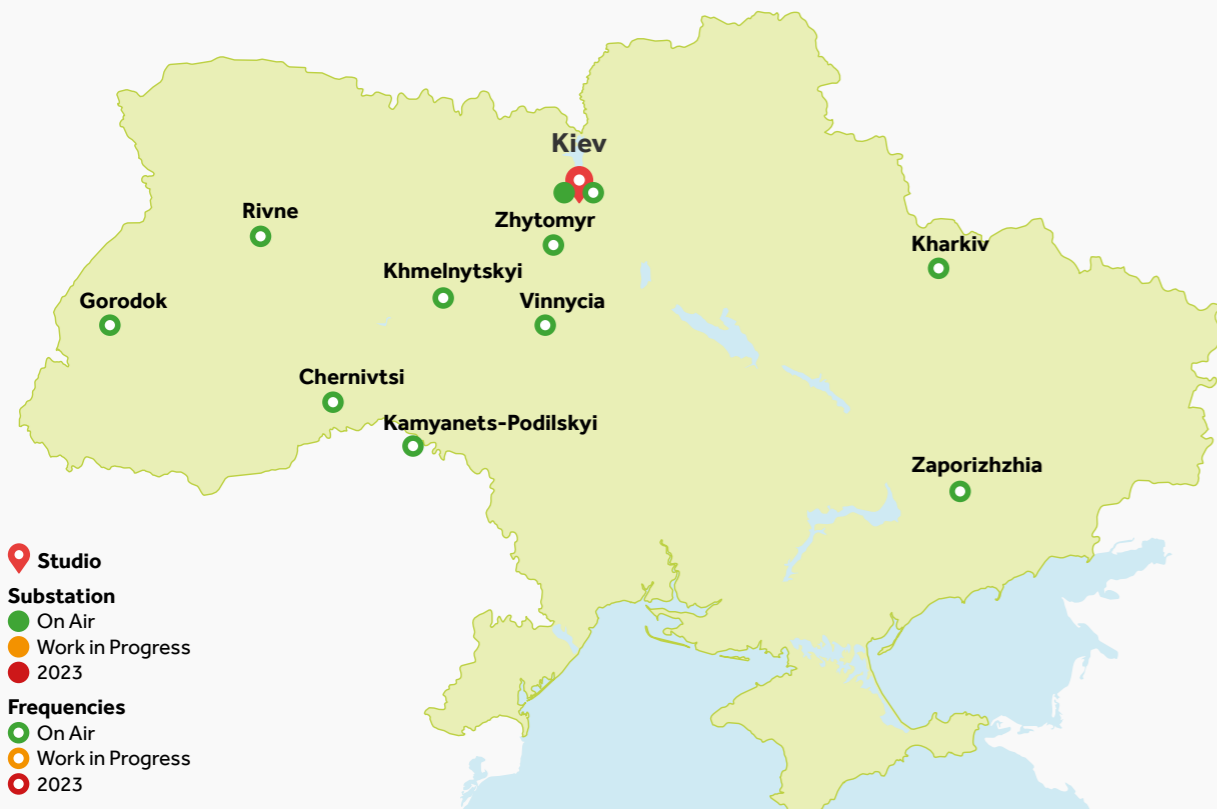 Kiev
Rivne
Zhytomyr
Kharkiv
Khmelnytskyi
Gorodok
Vinnycia
Chernivtsi
Kamyanets-Podilskyi
Zaporizhzhia
Studio
Substation
On Air
Work in Progress
2023
Frequencies
On Air
Work in Progress
2023